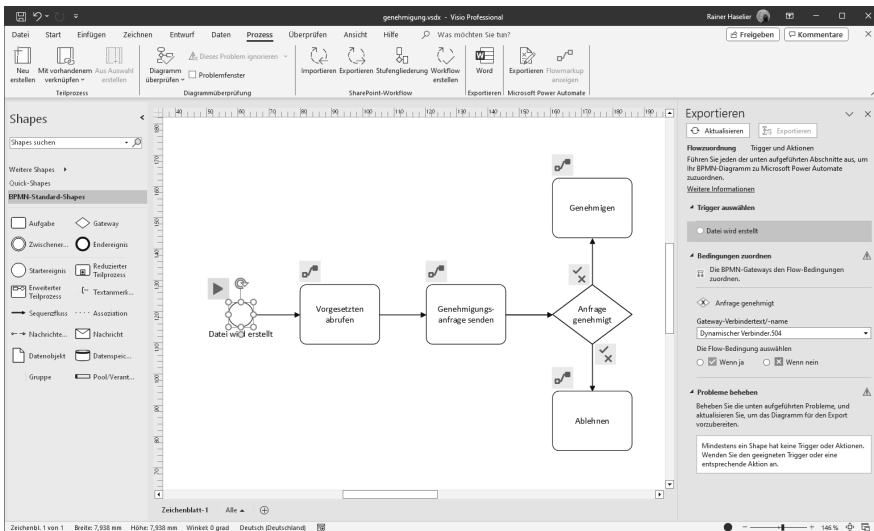 genehmigung.vsdx - Visio Professional
Rainer Haselier
Datei Start Einfügen Zeichnen Entwurf Daten Prozess Überprüfen Ansicht Hilfe Was möchten Sie tun?
Freigeben Kommentare
Neu erstellen
Mit vorhandenem verknüpfen
Aus Auswahl erstellen
Teilprozess
Diagramm überprüfen
Dieses Problem ignorieren
Problemfenster
Diagrammüberprüfung
Importieren Exportieren Stufengliederung Workflow erstellen
SharePoint-Workflow
Word
Exportieren
Exportieren Flowmarkup anzeigen
Microsoft Power Automate
Shapes
Shapes suchen
Weitere Shapes
Quick-Shapes
BPMN-Standard-Shapes
Aufgabe Gateway
Zwischener... Endereignis
Startereignis Reduzierter Teilprozess
Erweiterter Teilprozess Textanmerk...
Sequenzfluss Assoziation
Nachrichte... Nachricht
Datenobjekt Datenspeic...
Gruppe Pool/Verant...
Datei wird erstellt
Vorgesetzten
abrufen
Genehmigungs-
anfrage senden
Anfrage
genehmigt
Genehmigen
Ablehnen
Exportieren
Aktualisieren Exportieren
Flowzuordnung Trigger und Aktionen
Führen Sie jeden der unten aufgeführten Abschnitte aus, um
Ihr BPMN-Diagramm zu Microsoft Power Automate
zuzuordnen.
Weitere Informationen
Trigger auswählen
Datei wird erstellt
Bedingungen zuordnen
Die BPMN-Gateways den Flow-Bedingungen
zuordnen.
Anfrage genehmigt
Gateway-Verbindertext/-name
Dynamischer Verbinder.504
Die Flow-Bedingung auswählen
Wenn ja Wenn nein
Probleme beheben
Beheben Sie die unten aufgeführten Probleme, und
aktualisieren Sie, um das Diagramm für den Export
vorzubereiten.
Mindestens ein Shape hat keine Trigger oder Aktionen.
Wenden Sie den geeigneten Trigger oder eine
entsprechende Aktion an.
Zeichenblatt-1 Alle
Zeichenbl. 1 von 1 Breite: 7,938 mm Höhe: 7,938 mm Winkel: 0 grad Deutsch (Deutschland) 146 %